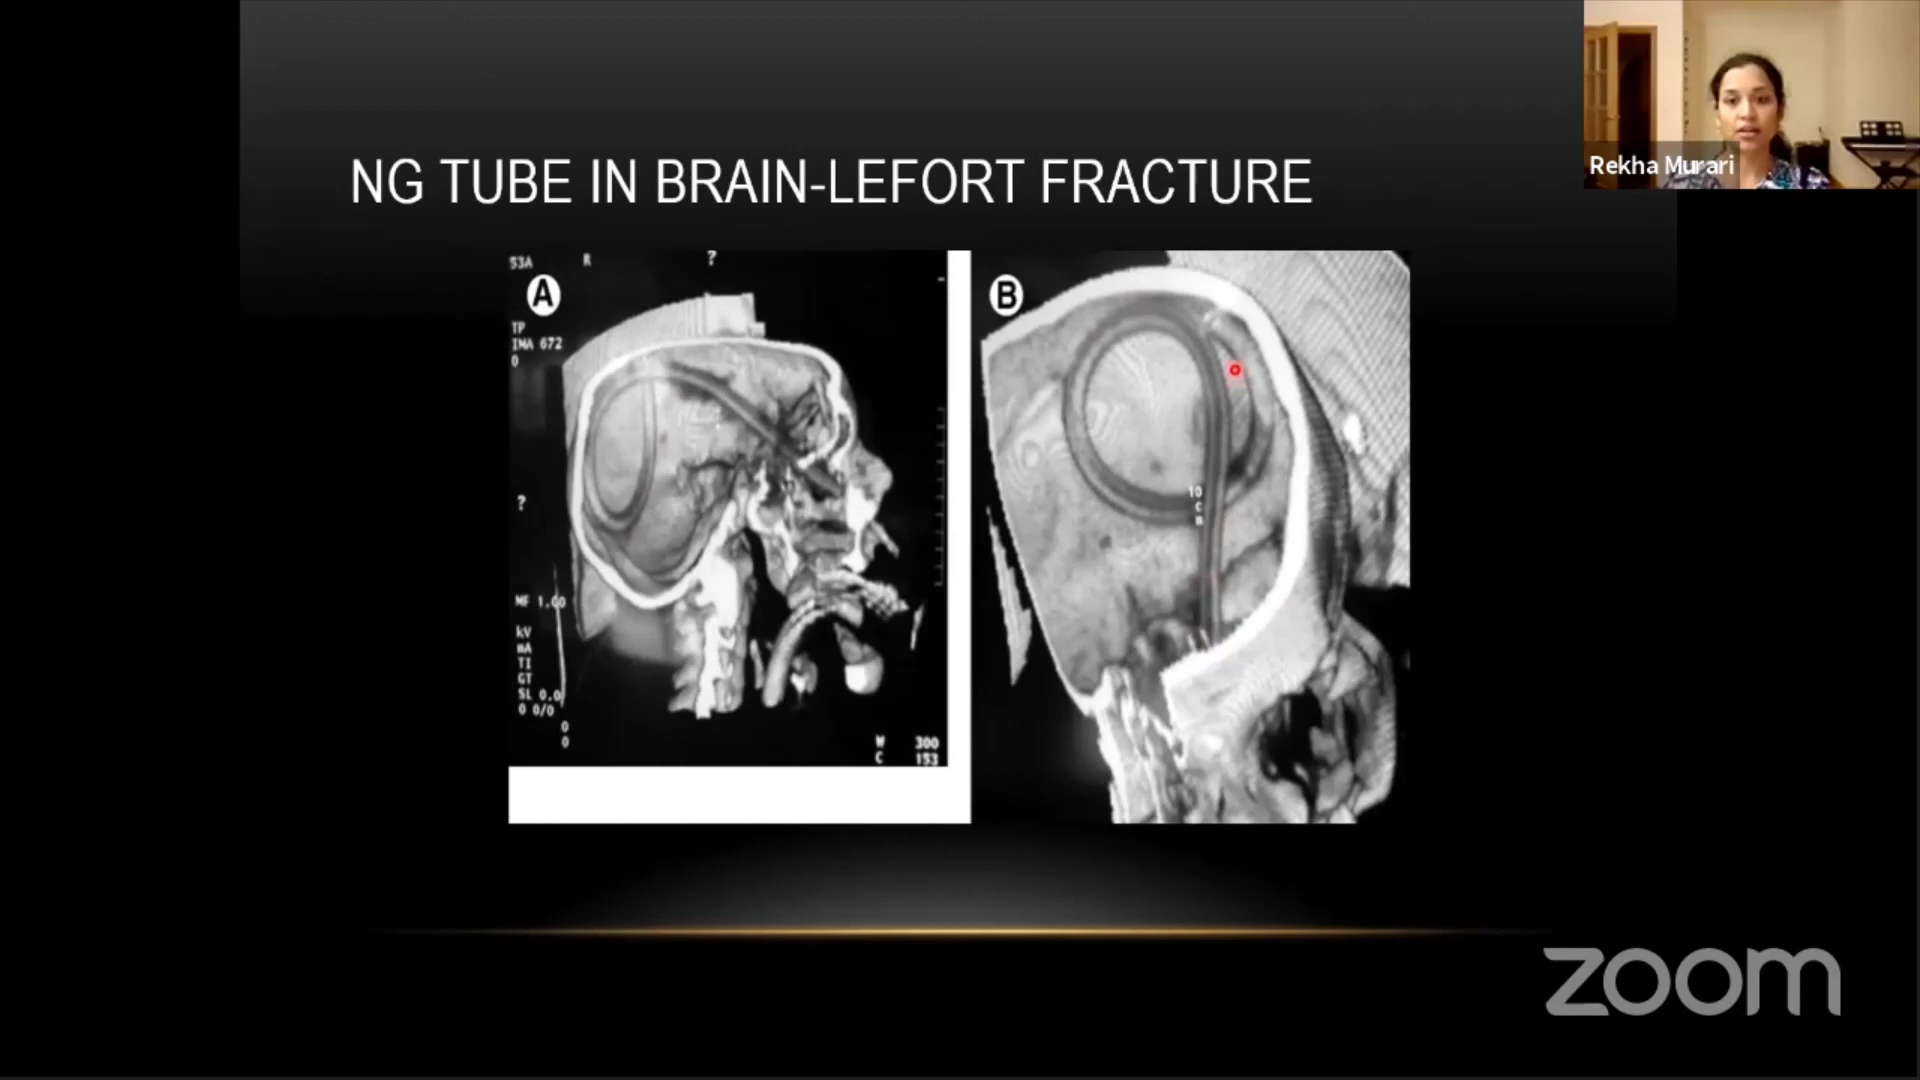 NG TUBE IN BRAIN-LEFORT FRACTURE
Rekha Murari
53A
R
?
A
TP
IMA 672
0
?
MF 1.00
kV
mA
TI
GT
SL 0.0
0 0/0
0
0
W 300
C 153
B
10
C
zoom